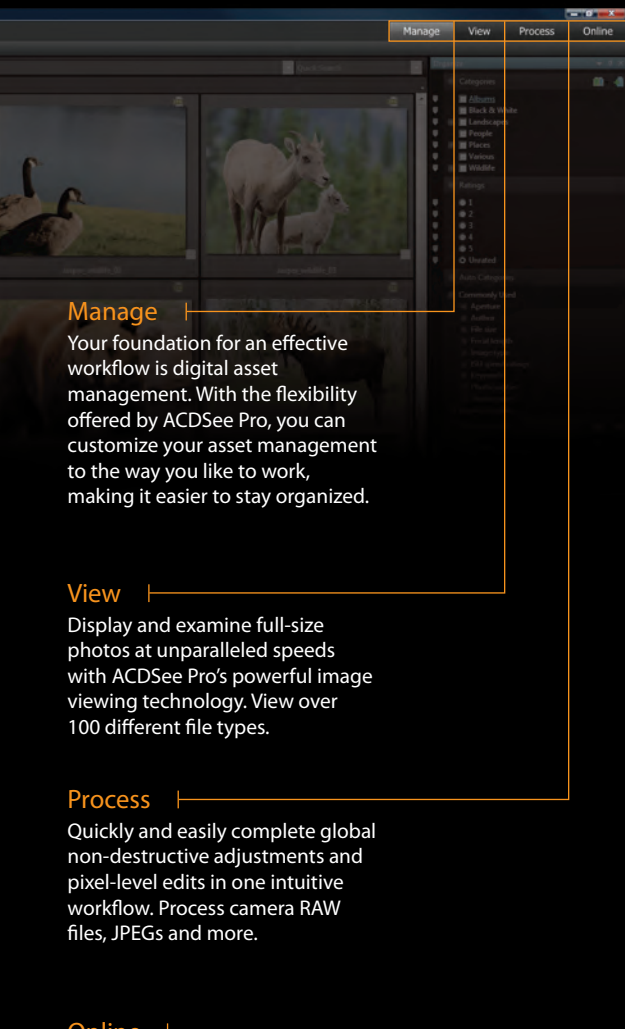 Manage View Process Online
Quick Search
Categories
Albums
Black & White
Landscapes
People
Places
Various
Wildlife
Ratings
1
2
3
4
5
Unrated
Auto Categories
Commonly Used
Aperture
Author
File size
Focal length
Manage
Your foundation for an effective
workflow is digital asset
management. With the flexibility
offered by ACDSee Pro, you can
customize your asset management
to the way you like to work,
making it easier to stay organized.
View
Display and examine full-size
photos at unparalleled speeds
with ACDSee Pro’s powerful image
viewing technology. View over
100 different file types.
Process
Quickly and easily complete global
non-destructive adjustments and
pixel-level edits in one intuitive
workflow. Process camera RAW
files, JPEGs and more.
Online